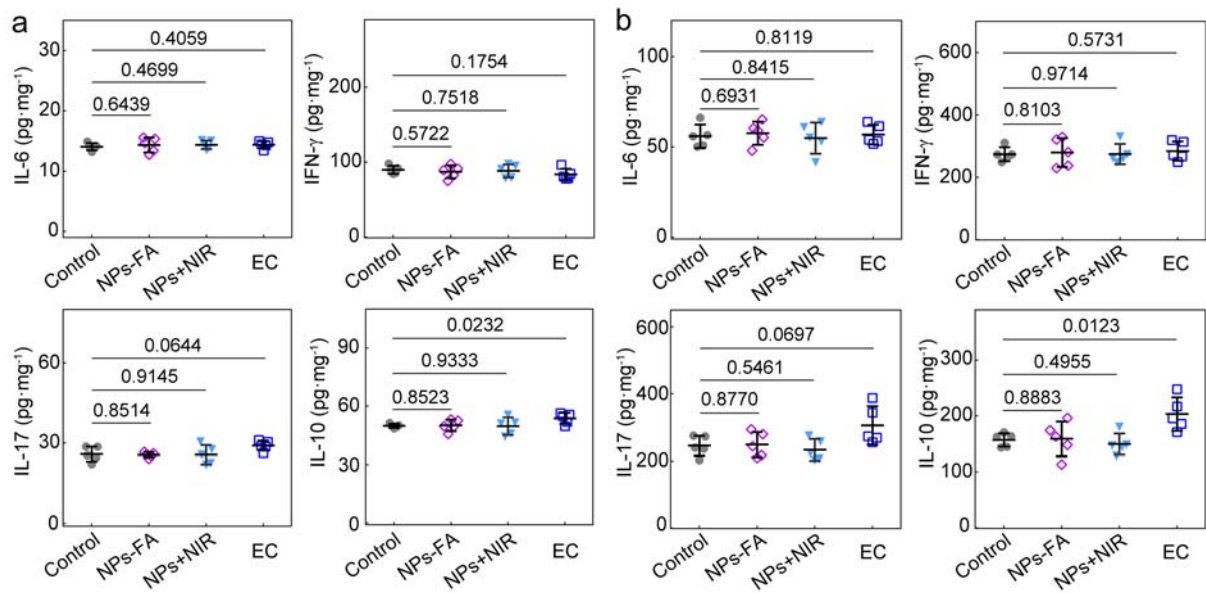 a
IL-6 (pg·mg⁻¹)
30
20
10
0
0.4059
0.4699
0.6439
Control
NPs-FA
NPs+NIR
EC
IFN-γ (pg·mg⁻¹)
200
100
0
0.1754
0.7518
0.5722
Control
NPs-FA
NPs+NIR
EC
b
IL-6 (pg·mg⁻¹)
100
50
0
0.8119
0.8415
0.6931
Control
NPs-FA
NPs+NIR
EC
IFN-γ (pg·mg⁻¹)
600
400
200
0
0.5731
0.9714
0.8103
Control
NPs-FA
NPs+NIR
EC
IL-17 (pg·mg⁻¹)
60
30
0
0.0644
0.9145
0.8514
Control
NPs-FA
NPs+NIR
EC
IL-10 (pg·mg⁻¹)
90
60
30
0
0.0232
0.9333
0.8523
Control
NPs-FA
NPs+NIR
EC
IL-17 (pg·mg⁻¹)
600
400
200
0
0.0697
0.5461
0.8770
Control
NPs-FA
NPs+NIR
EC
IL-10 (pg·mg⁻¹)
300
200
100
0
0.0123
0.4955
0.8883
Control
NPs-FA
NPs+NIR
EC